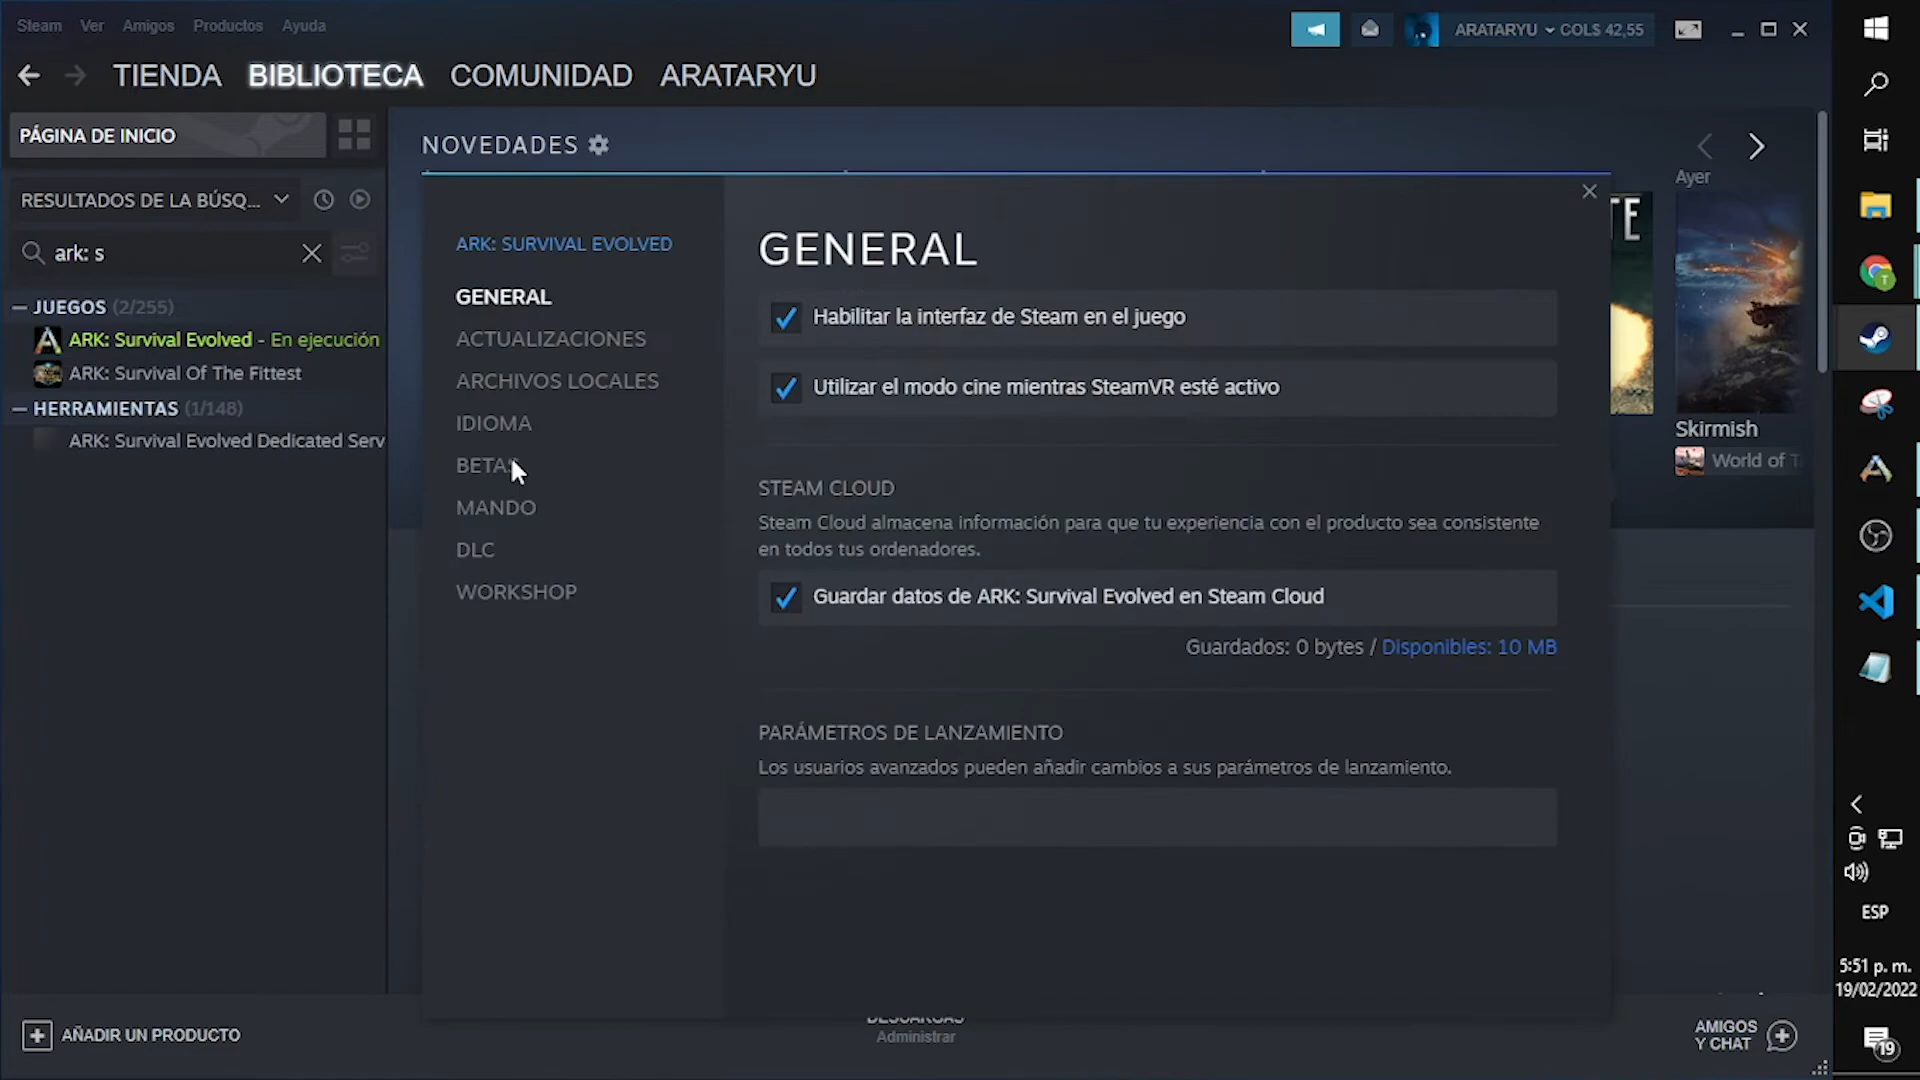 Steam Ver Amigos Productos Ayuda
ARATARYU COL$ 42,55
TIENDA BIBLIOTECA COMUNIDAD ARATARYU
PÁGINA DE INICIO
NOVEDADES
Ayer
RESULTADOS DE LA BÚSQ...
ark: s
JUEGOS (2/255)
ARK: Survival Evolved - En ejecución
ARK: Survival Of The Fittest
HERRAMIENTAS (1/148)
ARK: Survival Evolved Dedicated Serv
ARK: SURVIVAL EVOLVED
GENERAL
ACTUALIZACIONES
ARCHIVOS LOCALES
IDIOMA
BETAS
MANDO
DLC
WORKSHOP
GENERAL
Habilitar la interfaz de Steam en el juego
Utilizar el modo cine mientras SteamVR esté activo
STEAM CLOUD
Steam Cloud almacena información para que tu experiencia con el producto sea consistente
en todos tus ordenadores.
Guardar datos de ARK: Survival Evolved en Steam Cloud
Guardados: 0 bytes / Disponibles: 10 MB
PARÁMETROS DE LANZAMIENTO
Los usuarios avanzados pueden añadir cambios a sus parámetros de lanzamiento.
TE
Skirmish
World of T
AÑADIR UN PRODUCTO
DESCARGAS
Administrar
AMIGOS
Y CHAT
ESP
5:51 p. m.
19/02/2022
19